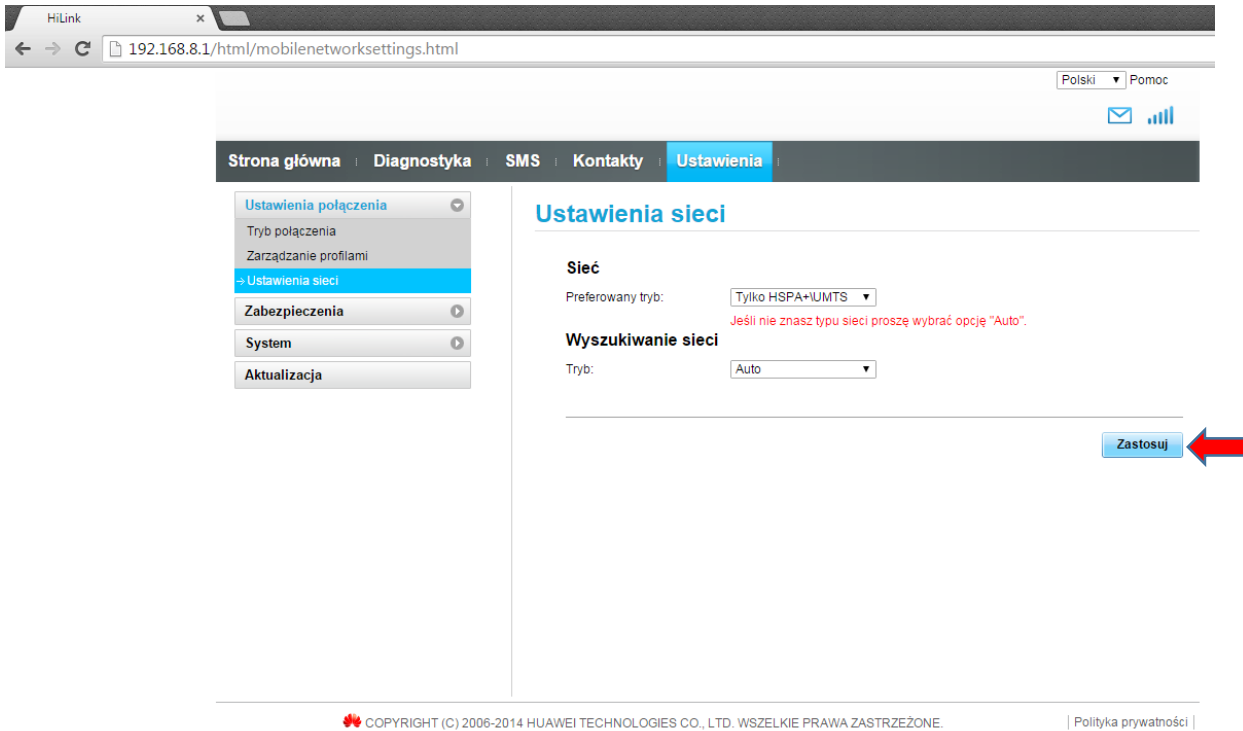 HiLink
192.168.8.1/html/mobilenetworksettings.html
Polski Pomoc
Strona główna Diagnostyka SMS Kontakty Ustawienia
Ustawienia połączenia
Tryb połączenia
Zarządzanie profilami
→ Ustawienia sieci
Zabezpieczenia
System
Aktualizacja
Ustawienia sieci
Sieć
Preferowany tryb: Tylko HSPA+\UMTS
Jeśli nie znasz typu sieci proszę wybrać opcję "Auto".
Wyszukiwanie sieci
Tryb: Auto
Zastosuj
COPYRIGHT (C) 2006-2014 HUAWEI TECHNOLOGIES CO., LTD. WSZELKIE PRAWA ZASTRZEŻONE. | Polityka prywatności |